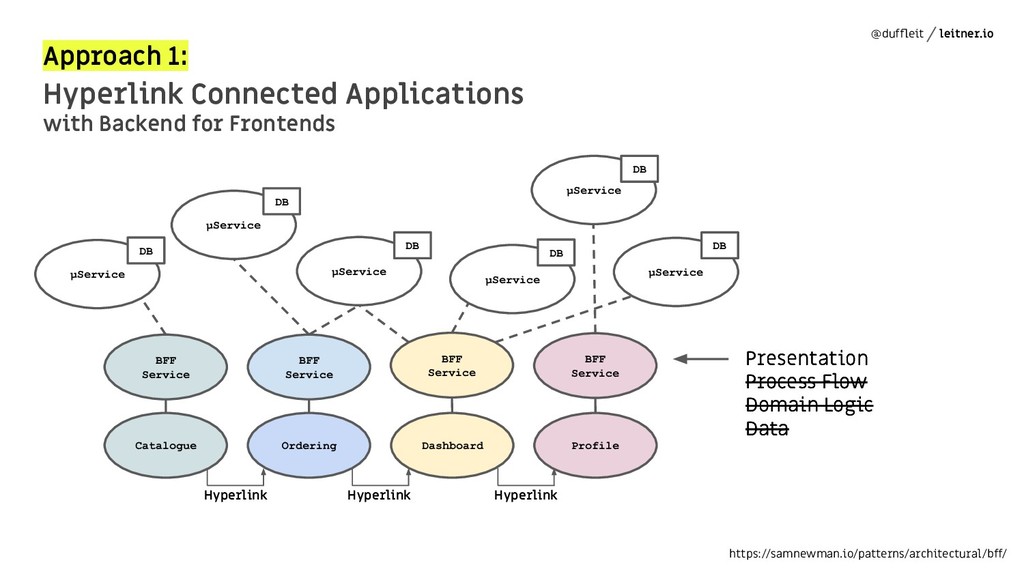 @duffleit / leitner.io
Approach 1:
Hyperlink Connected Applications
with Backend for Frontends
DB
µService
DB
µService
DB
µService
DB
µService
DB
µService
DB
µService
BFF
Service
BFF
Service
BFF
Service
BFF
Service
Presentation
Process Flow
Domain Logic
Data
Catalogue
Ordering
Dashboard
Profile
Hyperlink
Hyperlink
Hyperlink
https://samnewman.io/patterns/architectural/bff/